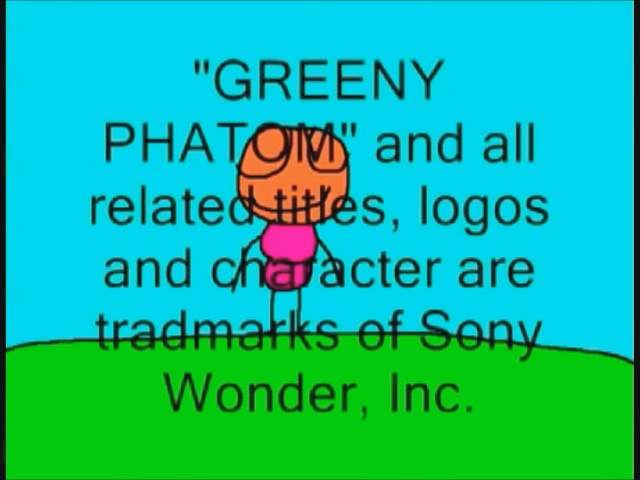 "GREENY
PHATOM" and all
related titles, logos
and character are
tradmarks of Sony
Wonder, Inc.